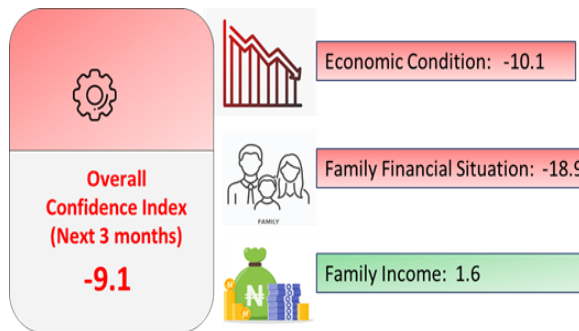 Overall
Confidence Index
(Next 3 months)
-9.1
Economic Condition: -10.1
Family Financial Situation: -18.9
FAMILY
Family Income: 1.6
₦
N
N